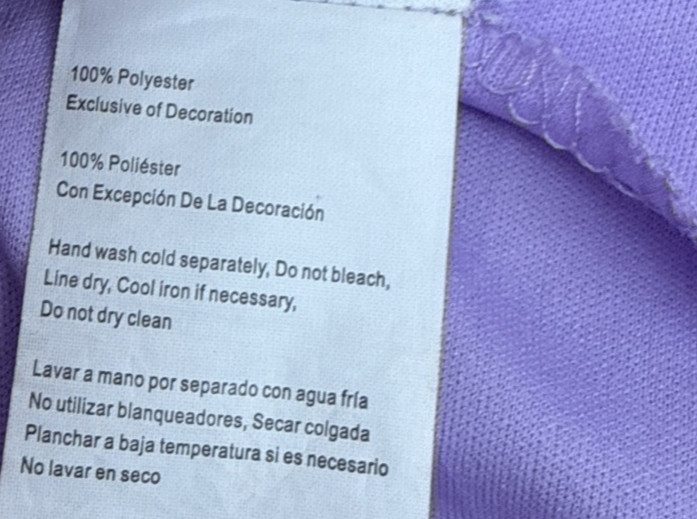 100% Polyester
Exclusive of Decoration
100% Poliéster
Con Excepción De La Decoración
Hand wash cold separately, Do not bleach,
Line dry, Cool iron if necessary,
Do not dry clean
Lavar a mano por separado con agua fría
No utilizar blanqueadores, Secar colgada
Planchar a baja temperatura si es necesario
No lavar en seco